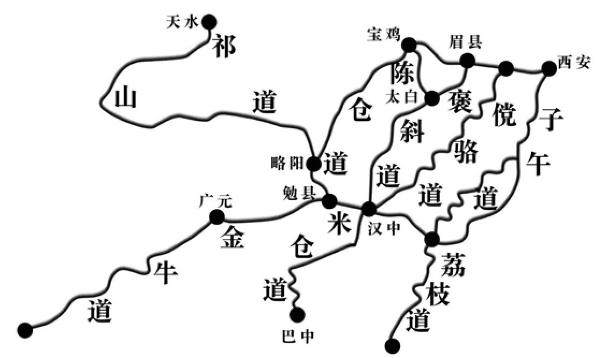 天水
祁
山
道
宝鸡
眉县
西安
陈
仓
道
太白
褒
斜
道
傥
骆
道
子
午
道
略阳
勉县
汉中
广元
金
牛
道
米
仓
道
巴中
荔
枝
道